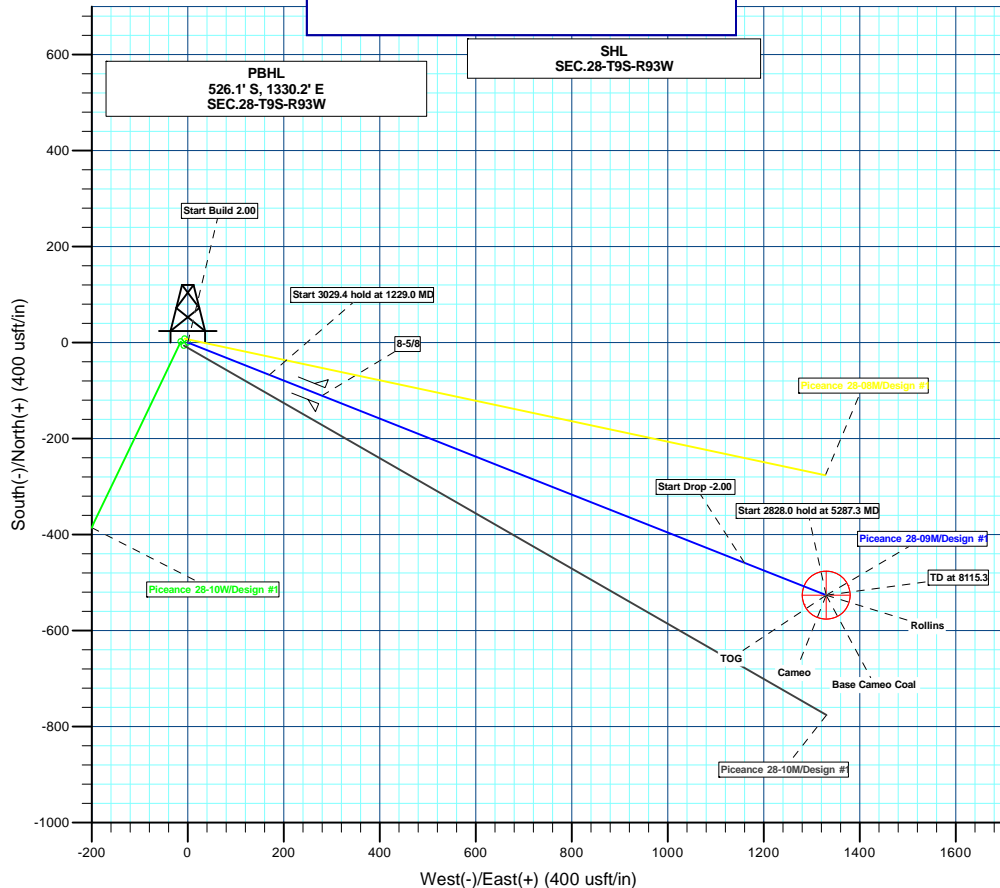 SHL
SEC.28-T9S-R93W
PBHL
526.1' S, 1330.2' E
SEC.28-T9S-R93W
600
400
200
0
-200
-400
-600
-800
-1000
South(-)/North(+) (400 usft/in)
Start Build 2.00
Start 3029.4 hold at 1229.0 MD
8-5/8
Piceance 28-08M/Design #1
Start Drop -2.00
Start 2828.0 hold at 5287.3 MD
Piceance 28-09M/Design #1
TD at 8115.3
Piceance 28-10W/Design #1
Rollins
TOG
Cameo
Base Cameo Coal
Piceance 28-10M/Design #1
-200 0 200 400 600 800 1000 1200 1400 1600
West(-)/East(+) (400 usft/in)